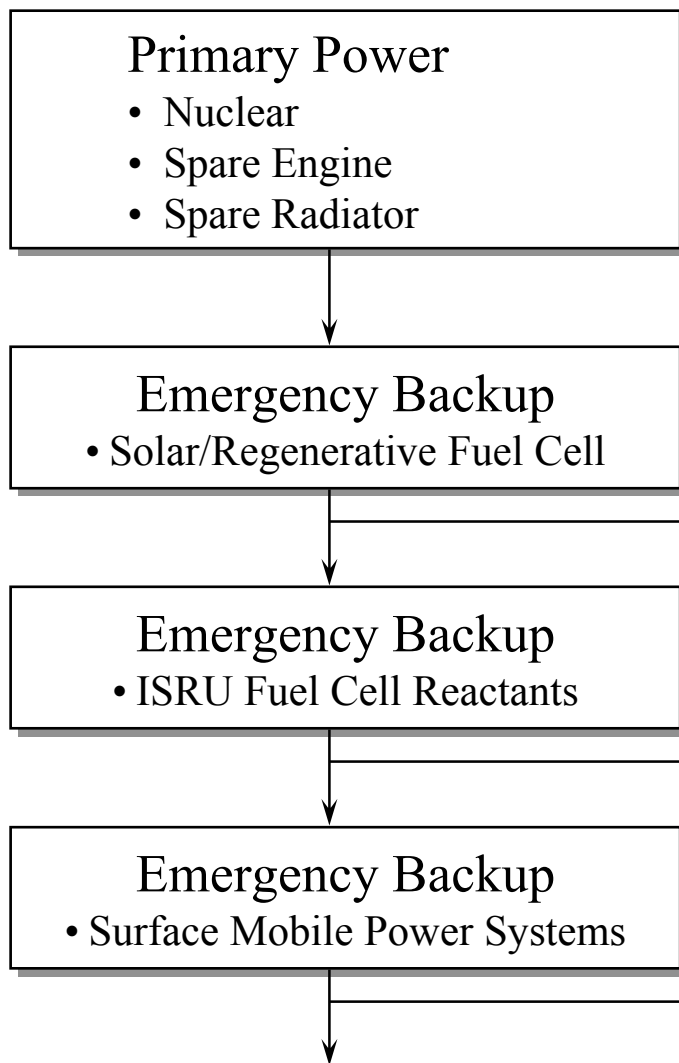 Primary Power
• Nuclear
• Spare Engine
• Spare Radiator
Emergency Backup
• Solar/Regenerative Fuel Cell
Emergency Backup
• ISRU Fuel Cell Reactants
Emergency Backup
• Surface Mobile Power Systems